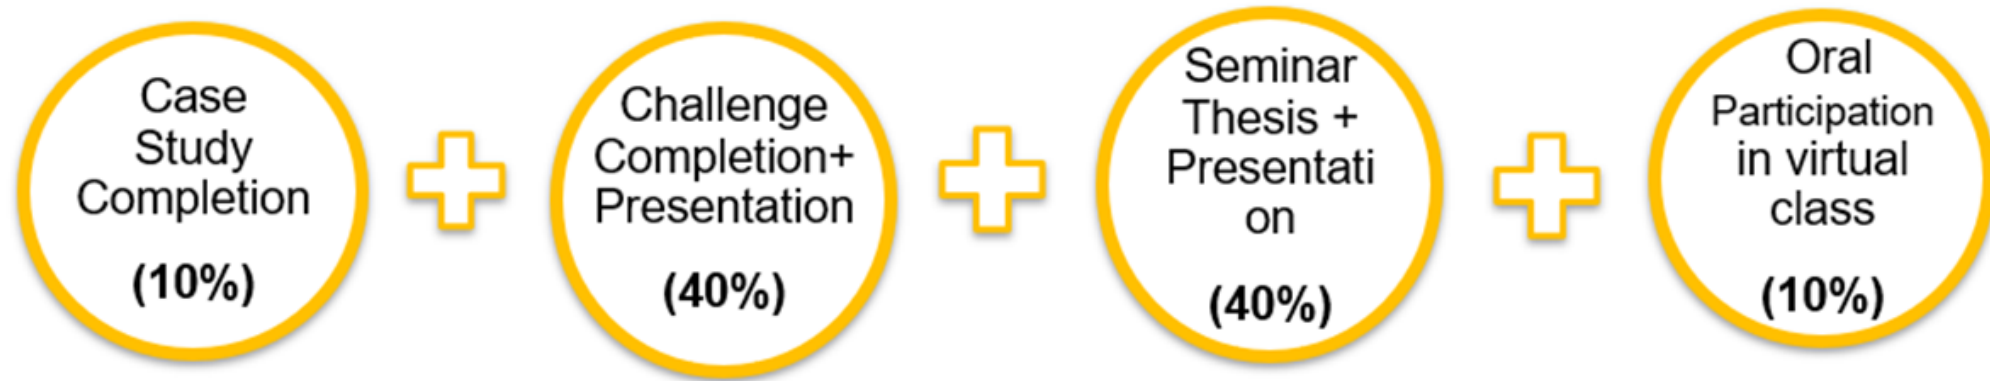 Case
Study
Completion
(10%)
Challenge
Completion+
Presentation
(40%)
Seminar
Thesis +
Presentati
on
(40%)
Oral
Participation
in virtual
class
(10%)